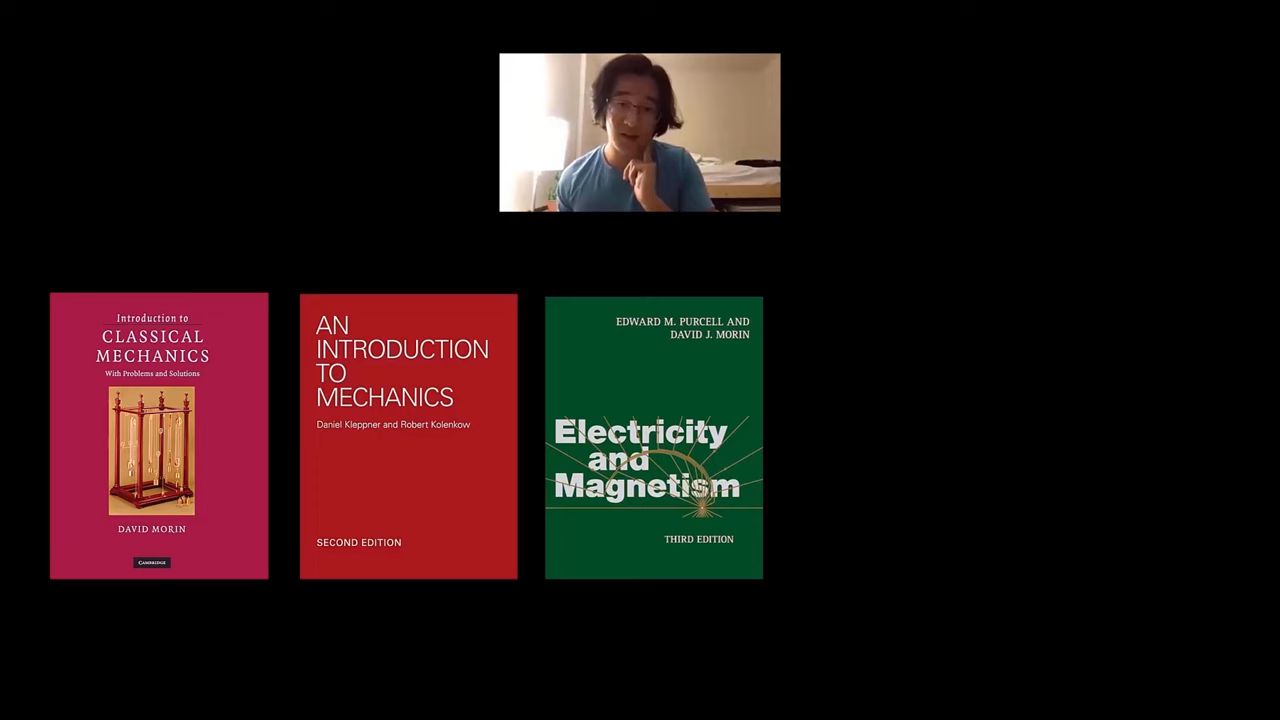 Introduction to
CLASSICAL
MECHANICS
With Problems and Solutions
DAVID MORIN
CAMBRIDGE
AN
INTRODUCTION
TO
MECHANICS
Daniel Kleppner and Robert Kolenkow
SECOND EDITION
EDWARD M. PURCELL AND
DAVID J. MORIN
Electricity
and
Magnetism
THIRD EDITION